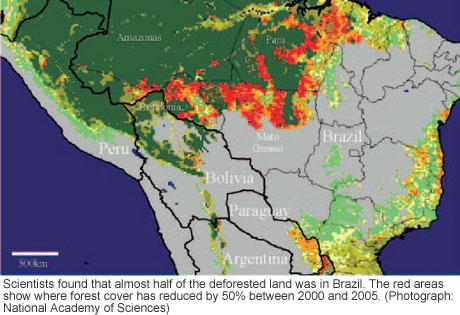 Amazonas
Para
Rondonia
Mato
Grosso
Brazil
Peru
Bolivia
Paraguay
Argentina
500km
Scientists found that almost half of the deforested land was in Brazil. The red areas
show where forest cover has reduced by 50% between 2000 and 2005. (Photograph:
National Academy of Sciences)